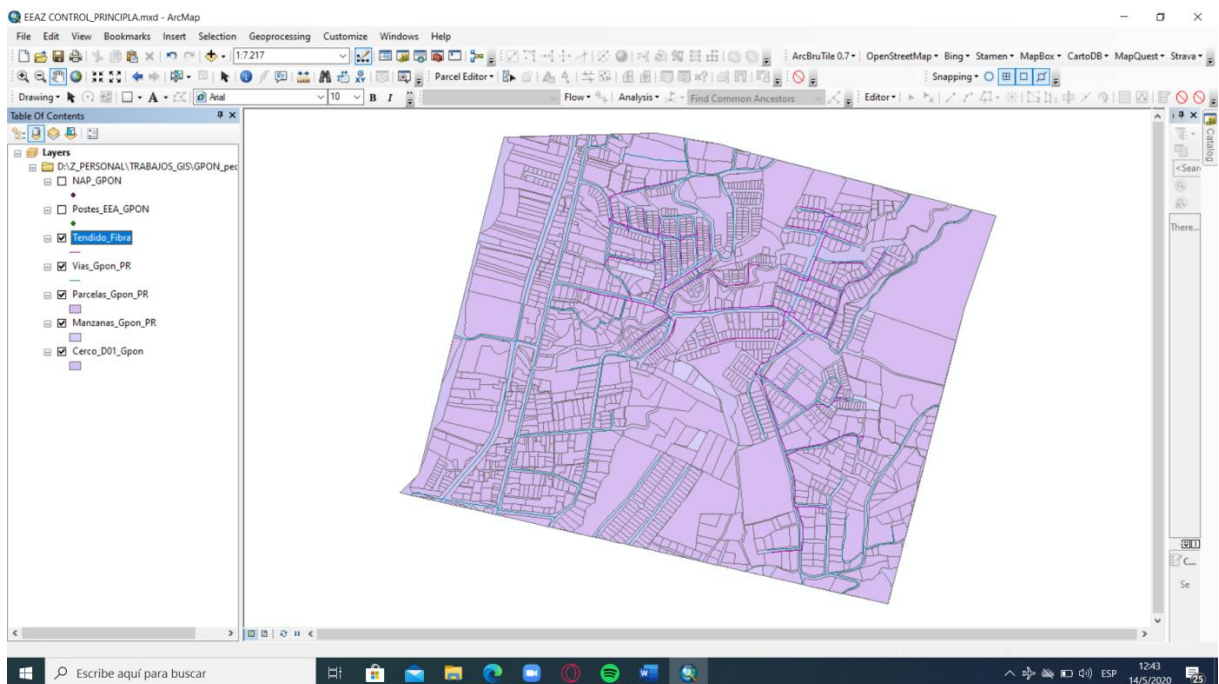 EEAZ CONTROL_PRINCIPLA.mxd - ArcMap
File Edit View Bookmarks Insert Selection Geoprocessing Customize Windows Help
1:7.217
ArcBruTile 0.7 OpenStreetMap Bing Stamen MapBox CartoDB MapQuest Strava
Parcel Editor Snapping
Drawing A Arial 10 B I Flow Analysis Find Common Ancestors Editor
Table Of Contents
Catalog
Layers
D:\Z_PERSONAL\TRABAJOS_GIS\GPON_pec
<Sear
NAP_GPON
Postes_EEA_GPON
There...
Tendido_Fibra
Vias_Gpon_PR
Parcelas_Gpon_PR
Manzanas_Gpon_PR
Cerco_D01_Gpon
C...
Se
Escribe aquí para buscar
ESP
12:43
14/5/2020
25